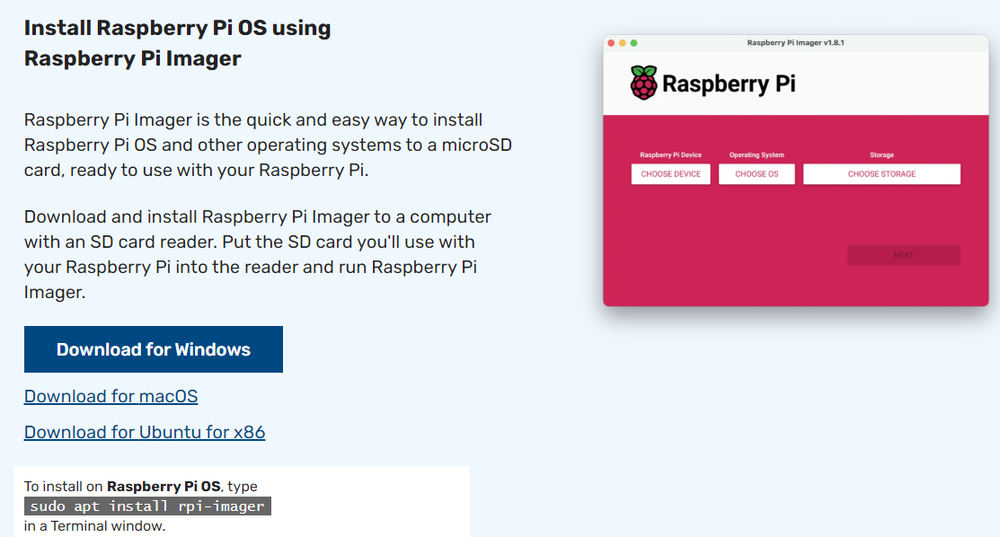 Install Raspberry Pi OS using
Raspberry Pi Imager
Raspberry Pi Imager is the quick and easy way to install
Raspberry Pi OS and other operating systems to a microSD
card, ready to use with your Raspberry Pi.
Download and install Raspberry Pi Imager to a computer
with an SD card reader. Put the SD card you'll use with
your Raspberry Pi into the reader and run Raspberry Pi
Imager.
Download for Windows
Download for macOS
Download for Ubuntu for x86
To install on Raspberry Pi OS, type
sudo apt install rpi-imager
in a Terminal window.
Raspberry Pi Imager v1.8.1
Raspberry Pi
Raspberry Pi Device
Operating System
Storage
CHOOSE DEVICE
CHOOSE OS
CHOOSE STORAGE
NEXT